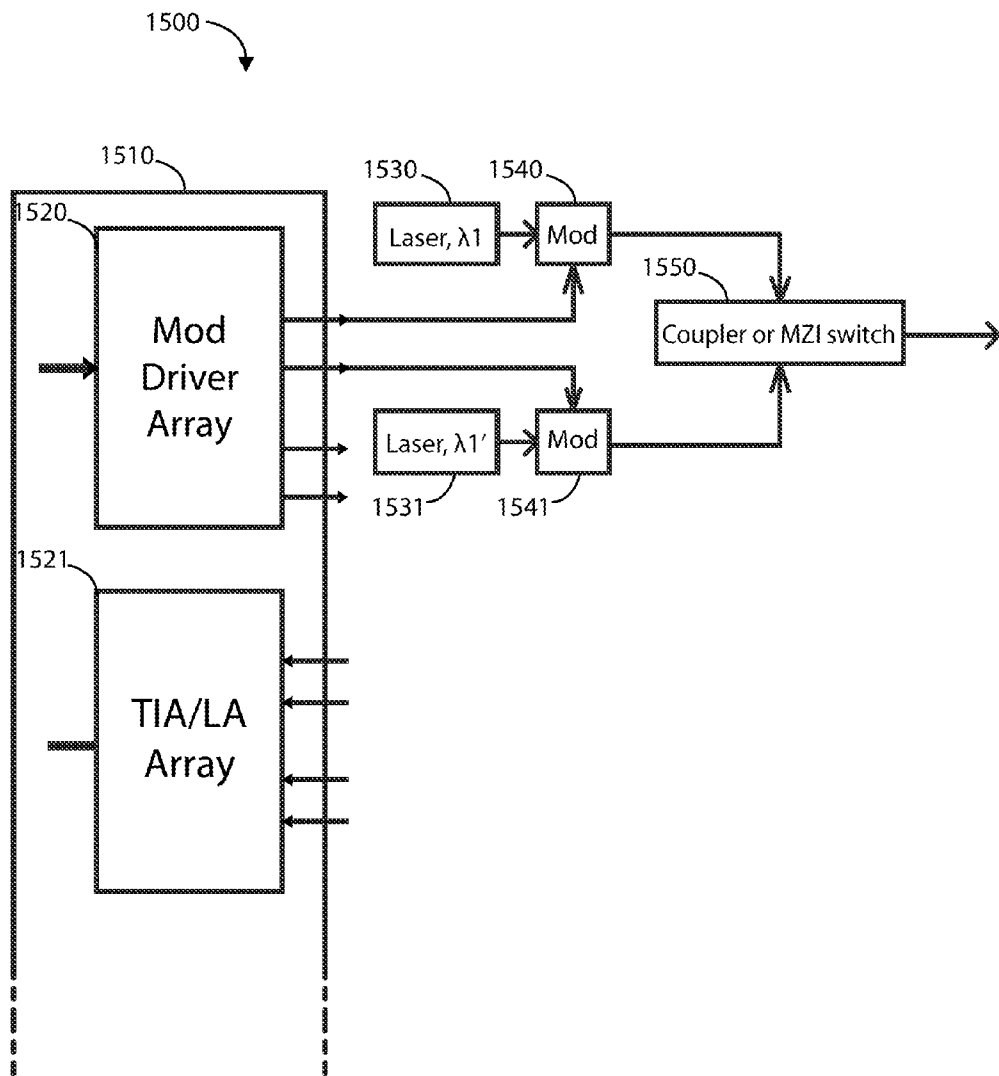 1500
1510
1530
1540
1520
Laser, λ1
Mod
1550
Mod
Driver
Array
Coupler or MZI switch
Laser, λ1′
Mod
1531
1541
1521
TIA/LA
Array